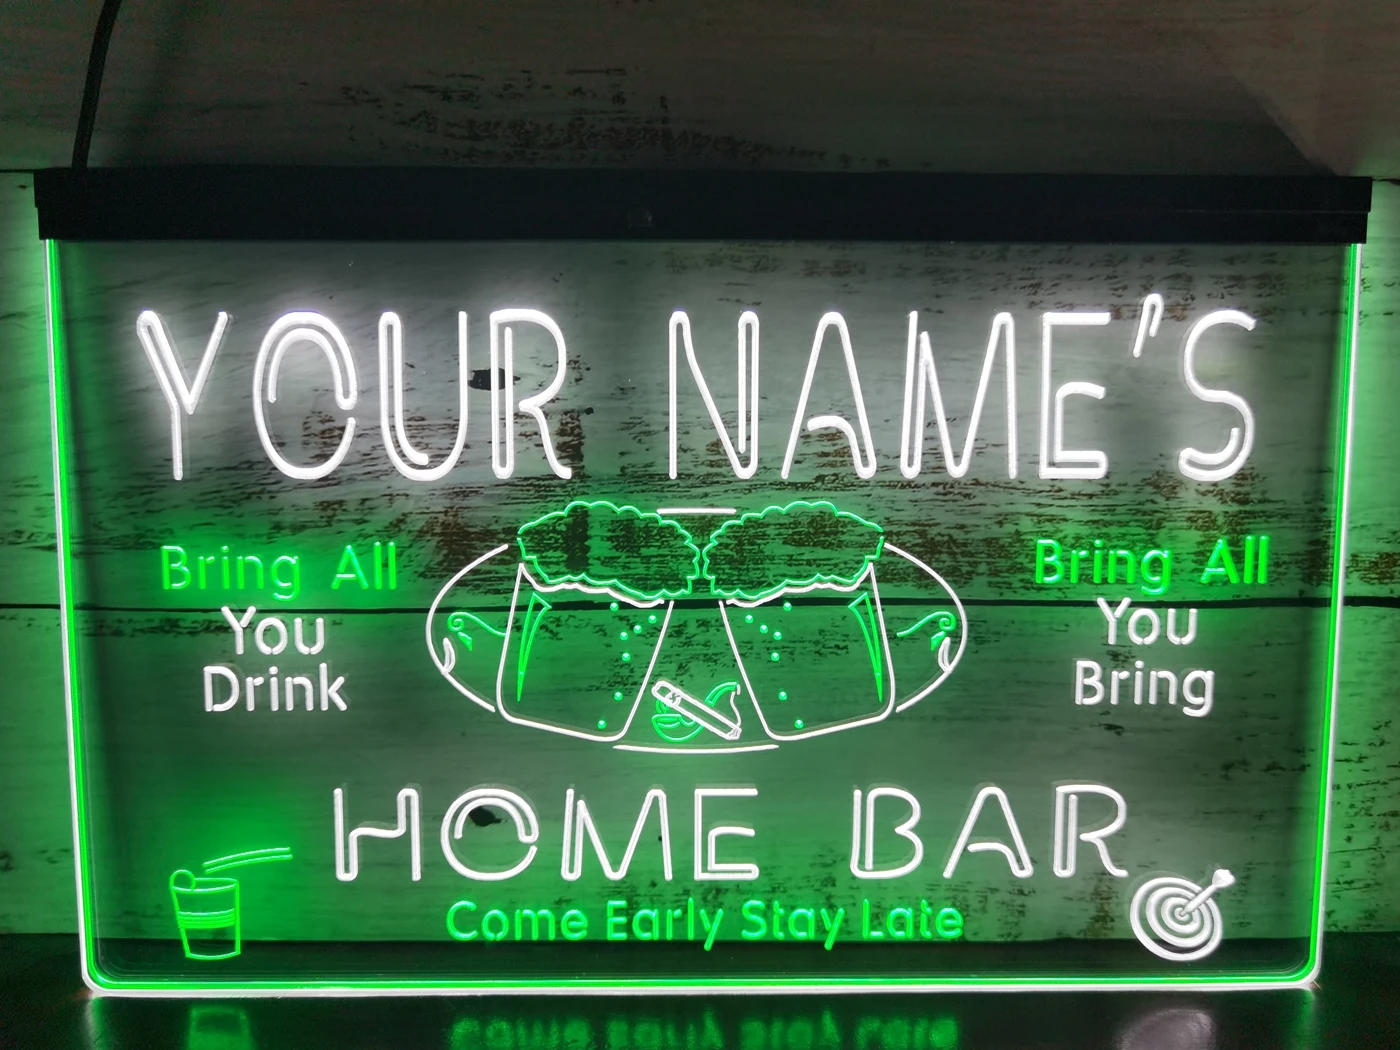 YOUR NAME'S
Bring All
You
Drink
Bring All
You
Bring
HOME BAR
Come Early Stay Late